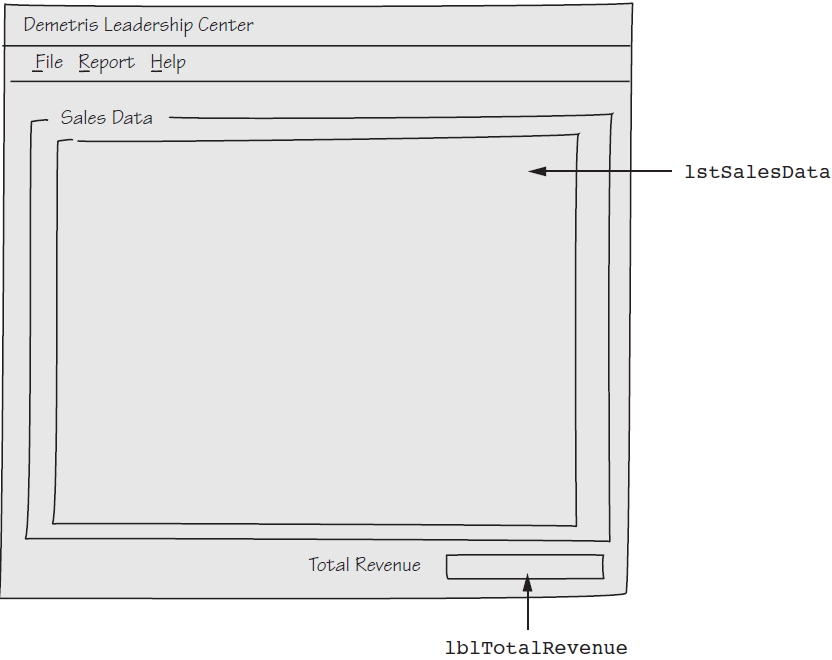 Demetris Leadership Center
File Report Help
Sales Data
lstSalesData
Total Revenue
lblTotalRevenue